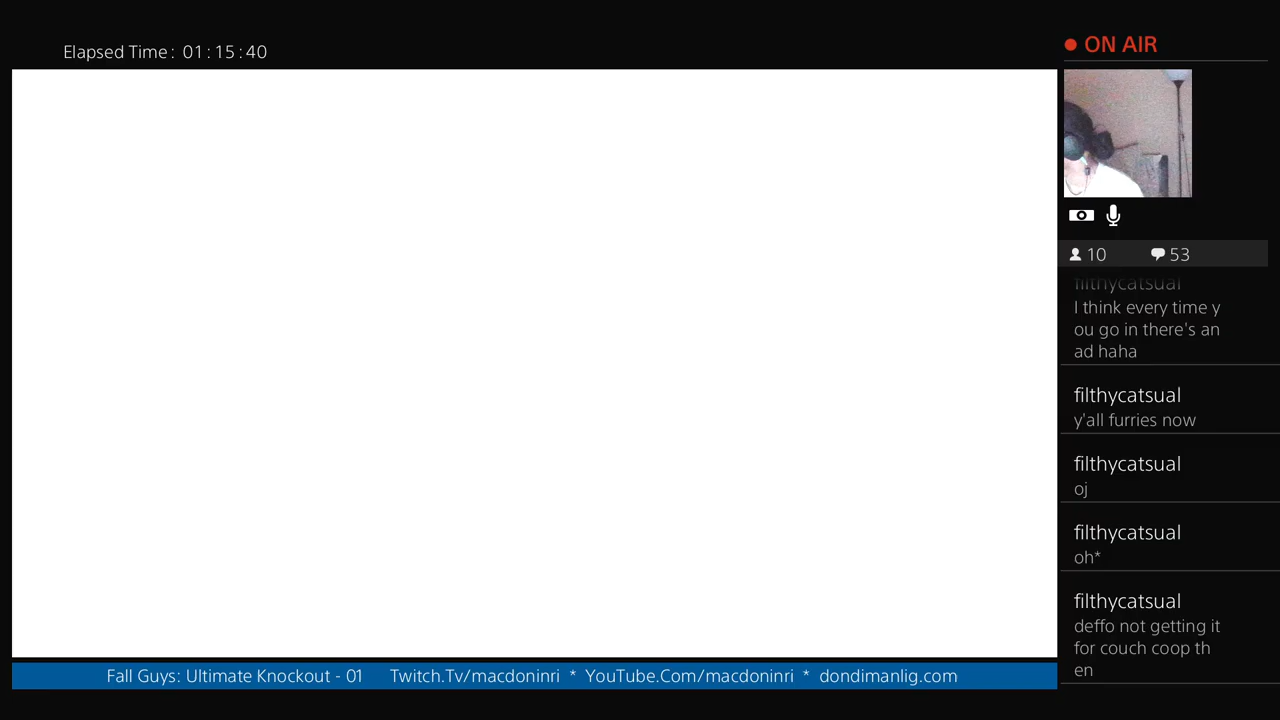 Elapsed Time: 01:15:40
ON AIR
10 53
filthycatsual
I think every time y
ou go in there's an
ad haha
filthycatsual
y'all furries now
filthycatsual
oj
filthycatsual
oh*
filthycatsual
deffo not getting it
for couch coop th
en
Fall Guys: Ultimate Knockout - 01 Twitch.Tv/macdoninri * YouTube.Com/macdoninri * dondimanlig.com